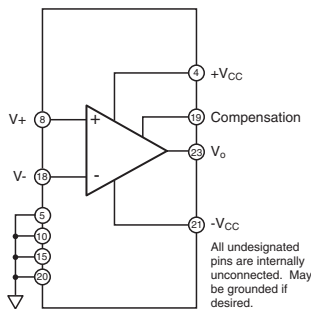 4 +VCC
V+ 8 + 19 Compensation
23 Vo
V- 18 -
5
21 -VCC
10
15
20
All undesignated
pins are internally
unconnected. May
be grounded if
desired.